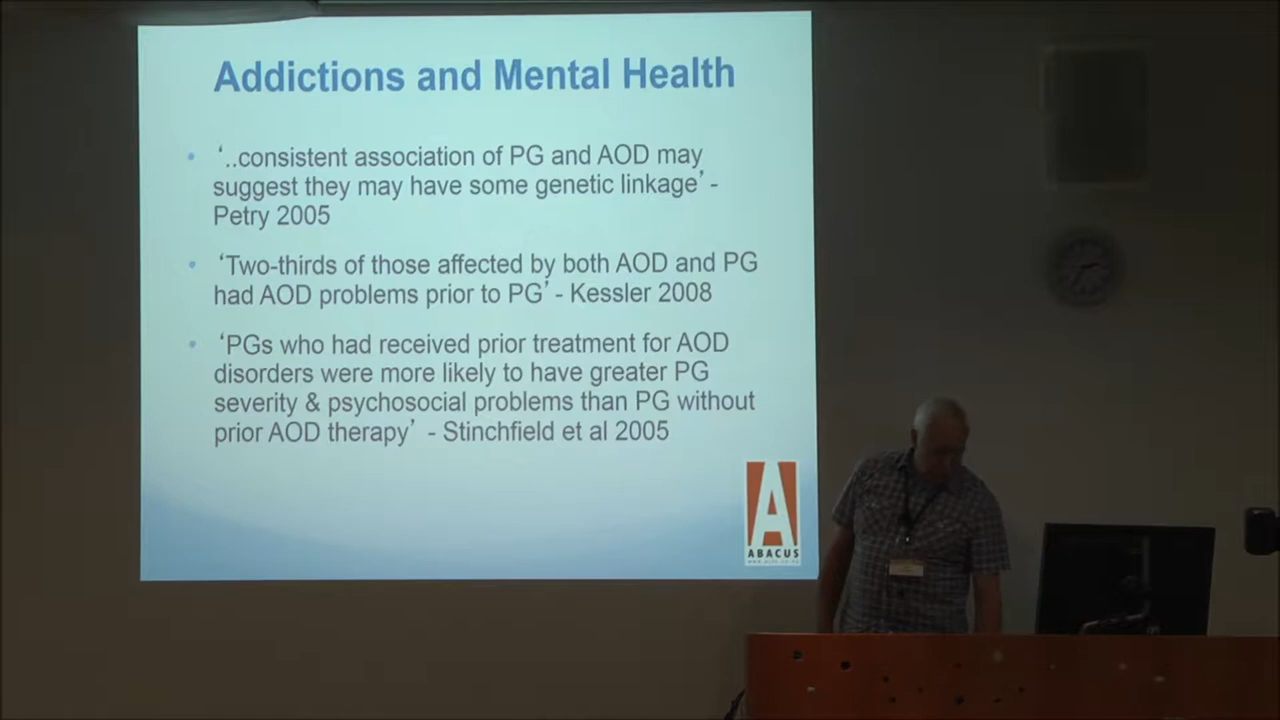 Addictions and Mental Health
• ‘..consistent association of PG and AOD may
suggest they may have some genetic linkage’ -
Petry 2005
• ‘Two-thirds of those affected by both AOD and PG
had AOD problems prior to PG’ - Kessler 2008
• ‘PGs who had received prior treatment for AOD
disorders were more likely to have greater PG
severity & psychosocial problems than PG without
prior AOD therapy’ - Stinchfield et al 2005
A
ABACUS